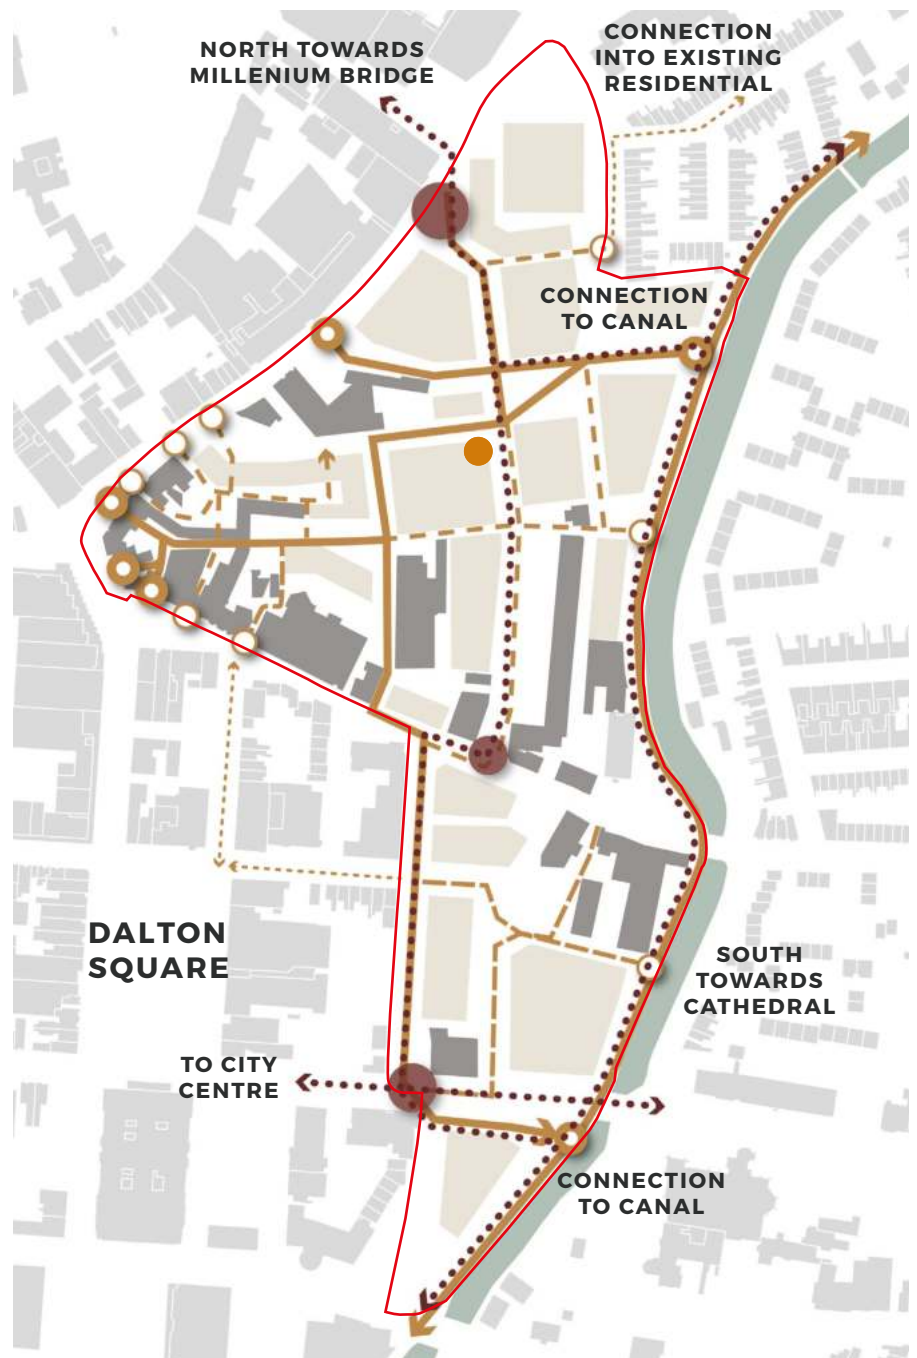 NORTH TOWARDS
MILLENIUM BRIDGE
CONNECTION
INTO EXISTING
RESIDENTIAL
CONNECTION
TO CANAL
DALTON
SQUARE
SOUTH
TOWARDS
CATHEDRAL
TO CITY
CENTRE
CONNECTION
TO CANAL